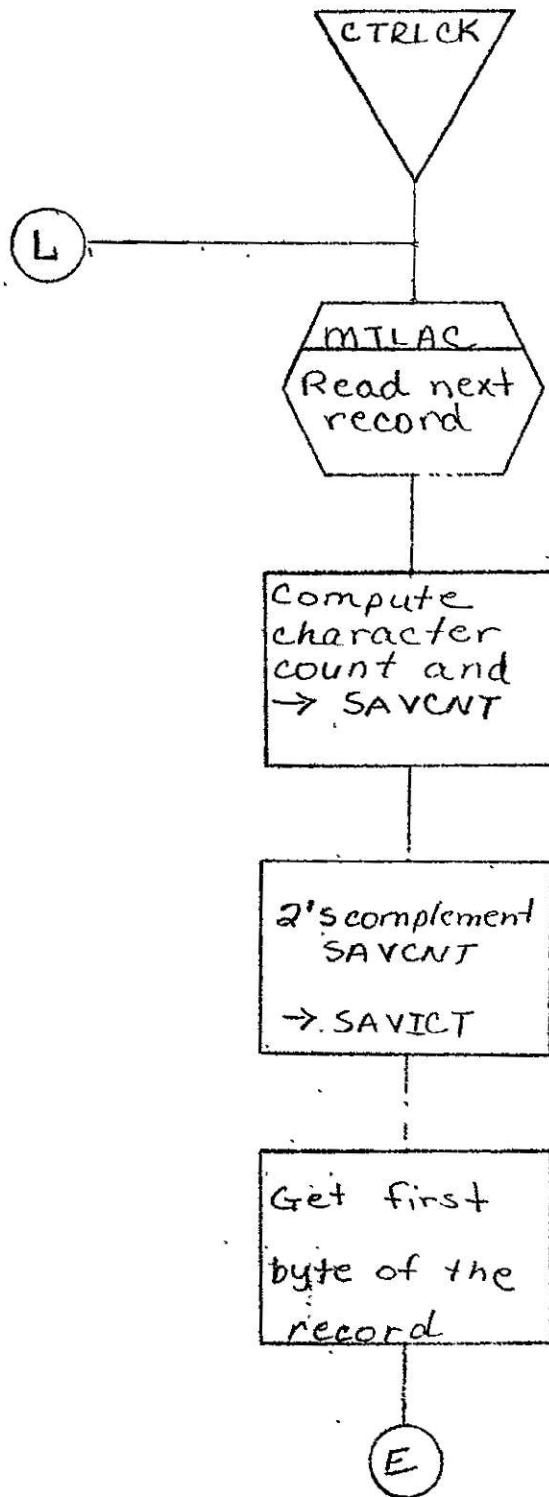 CTRLCK
L
MTLAC
Read next
record
Compute
character
count and
→ SAVCNT
2's complement
SAVCNT
→ SAVICT
Get first
byte of the
record
E